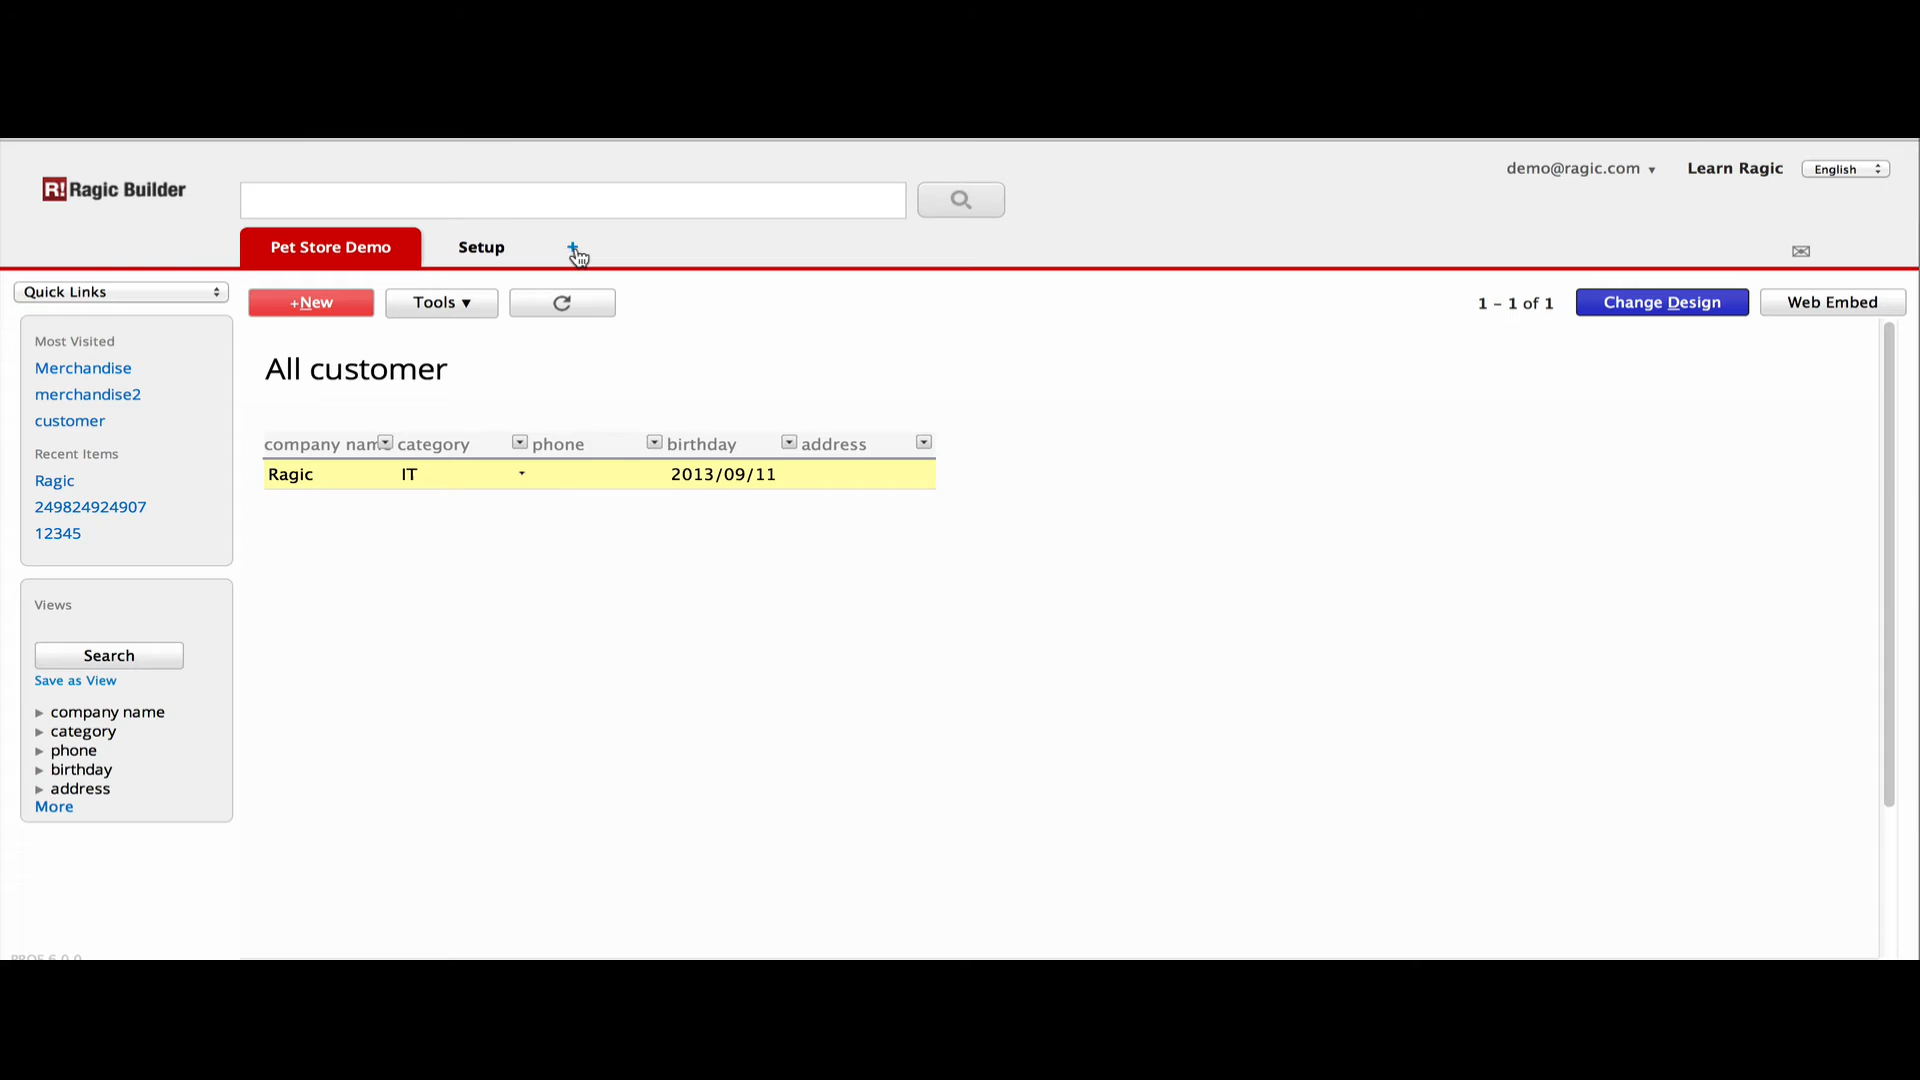 R! Ragic Builder
demo@ragic.com ▾ Learn Ragic English
Pet Store Demo Setup +
Quick Links
+New Tools ▾ 1 – 1 of 1 Change Design Web Embed
Most Visited
Merchandise
merchandise2
customer
Recent Items
Ragic
249824924907
12345
All customer
company nam category phone birthday address
Ragic IT 2013/09/11
Views
Search
Save as View
company name
category
phone
birthday
address
More